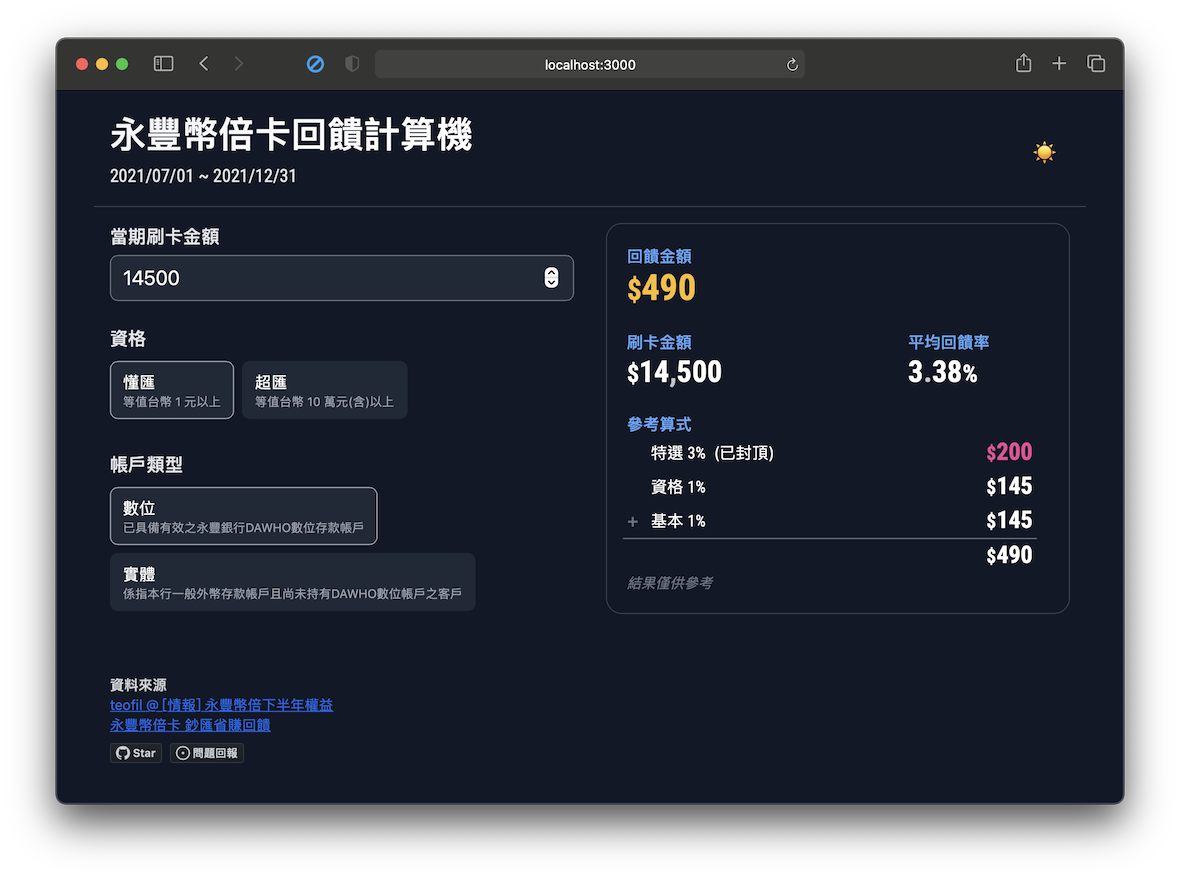 localhost:3000
永豐幣倍卡回饋計算機
2021/07/01 ~ 2021/12/31
當期刷卡金額
14500
資格
懂匯
等值台幣 1 元以上
超匯
等值台幣 10 萬元(含)以上
帳戶類型
數位
已具備有效之永豐銀行DAWHO數位存款帳戶
實體
係指本行一般外幣存款帳戶且尚未持有DAWHO數位帳戶之客戶
回饋金額
$490
刷卡金額
$14,500
平均回饋率
3.38%
參考算式
特選 3% (已封頂) $200
資格 1% $145
+ 基本 1% $145
$490
結果僅供參考
資料來源
teofil @ [情報] 永豐幣倍下半年權益
永豐幣倍卡 鈔匯省賺回饋
Star
問題回報